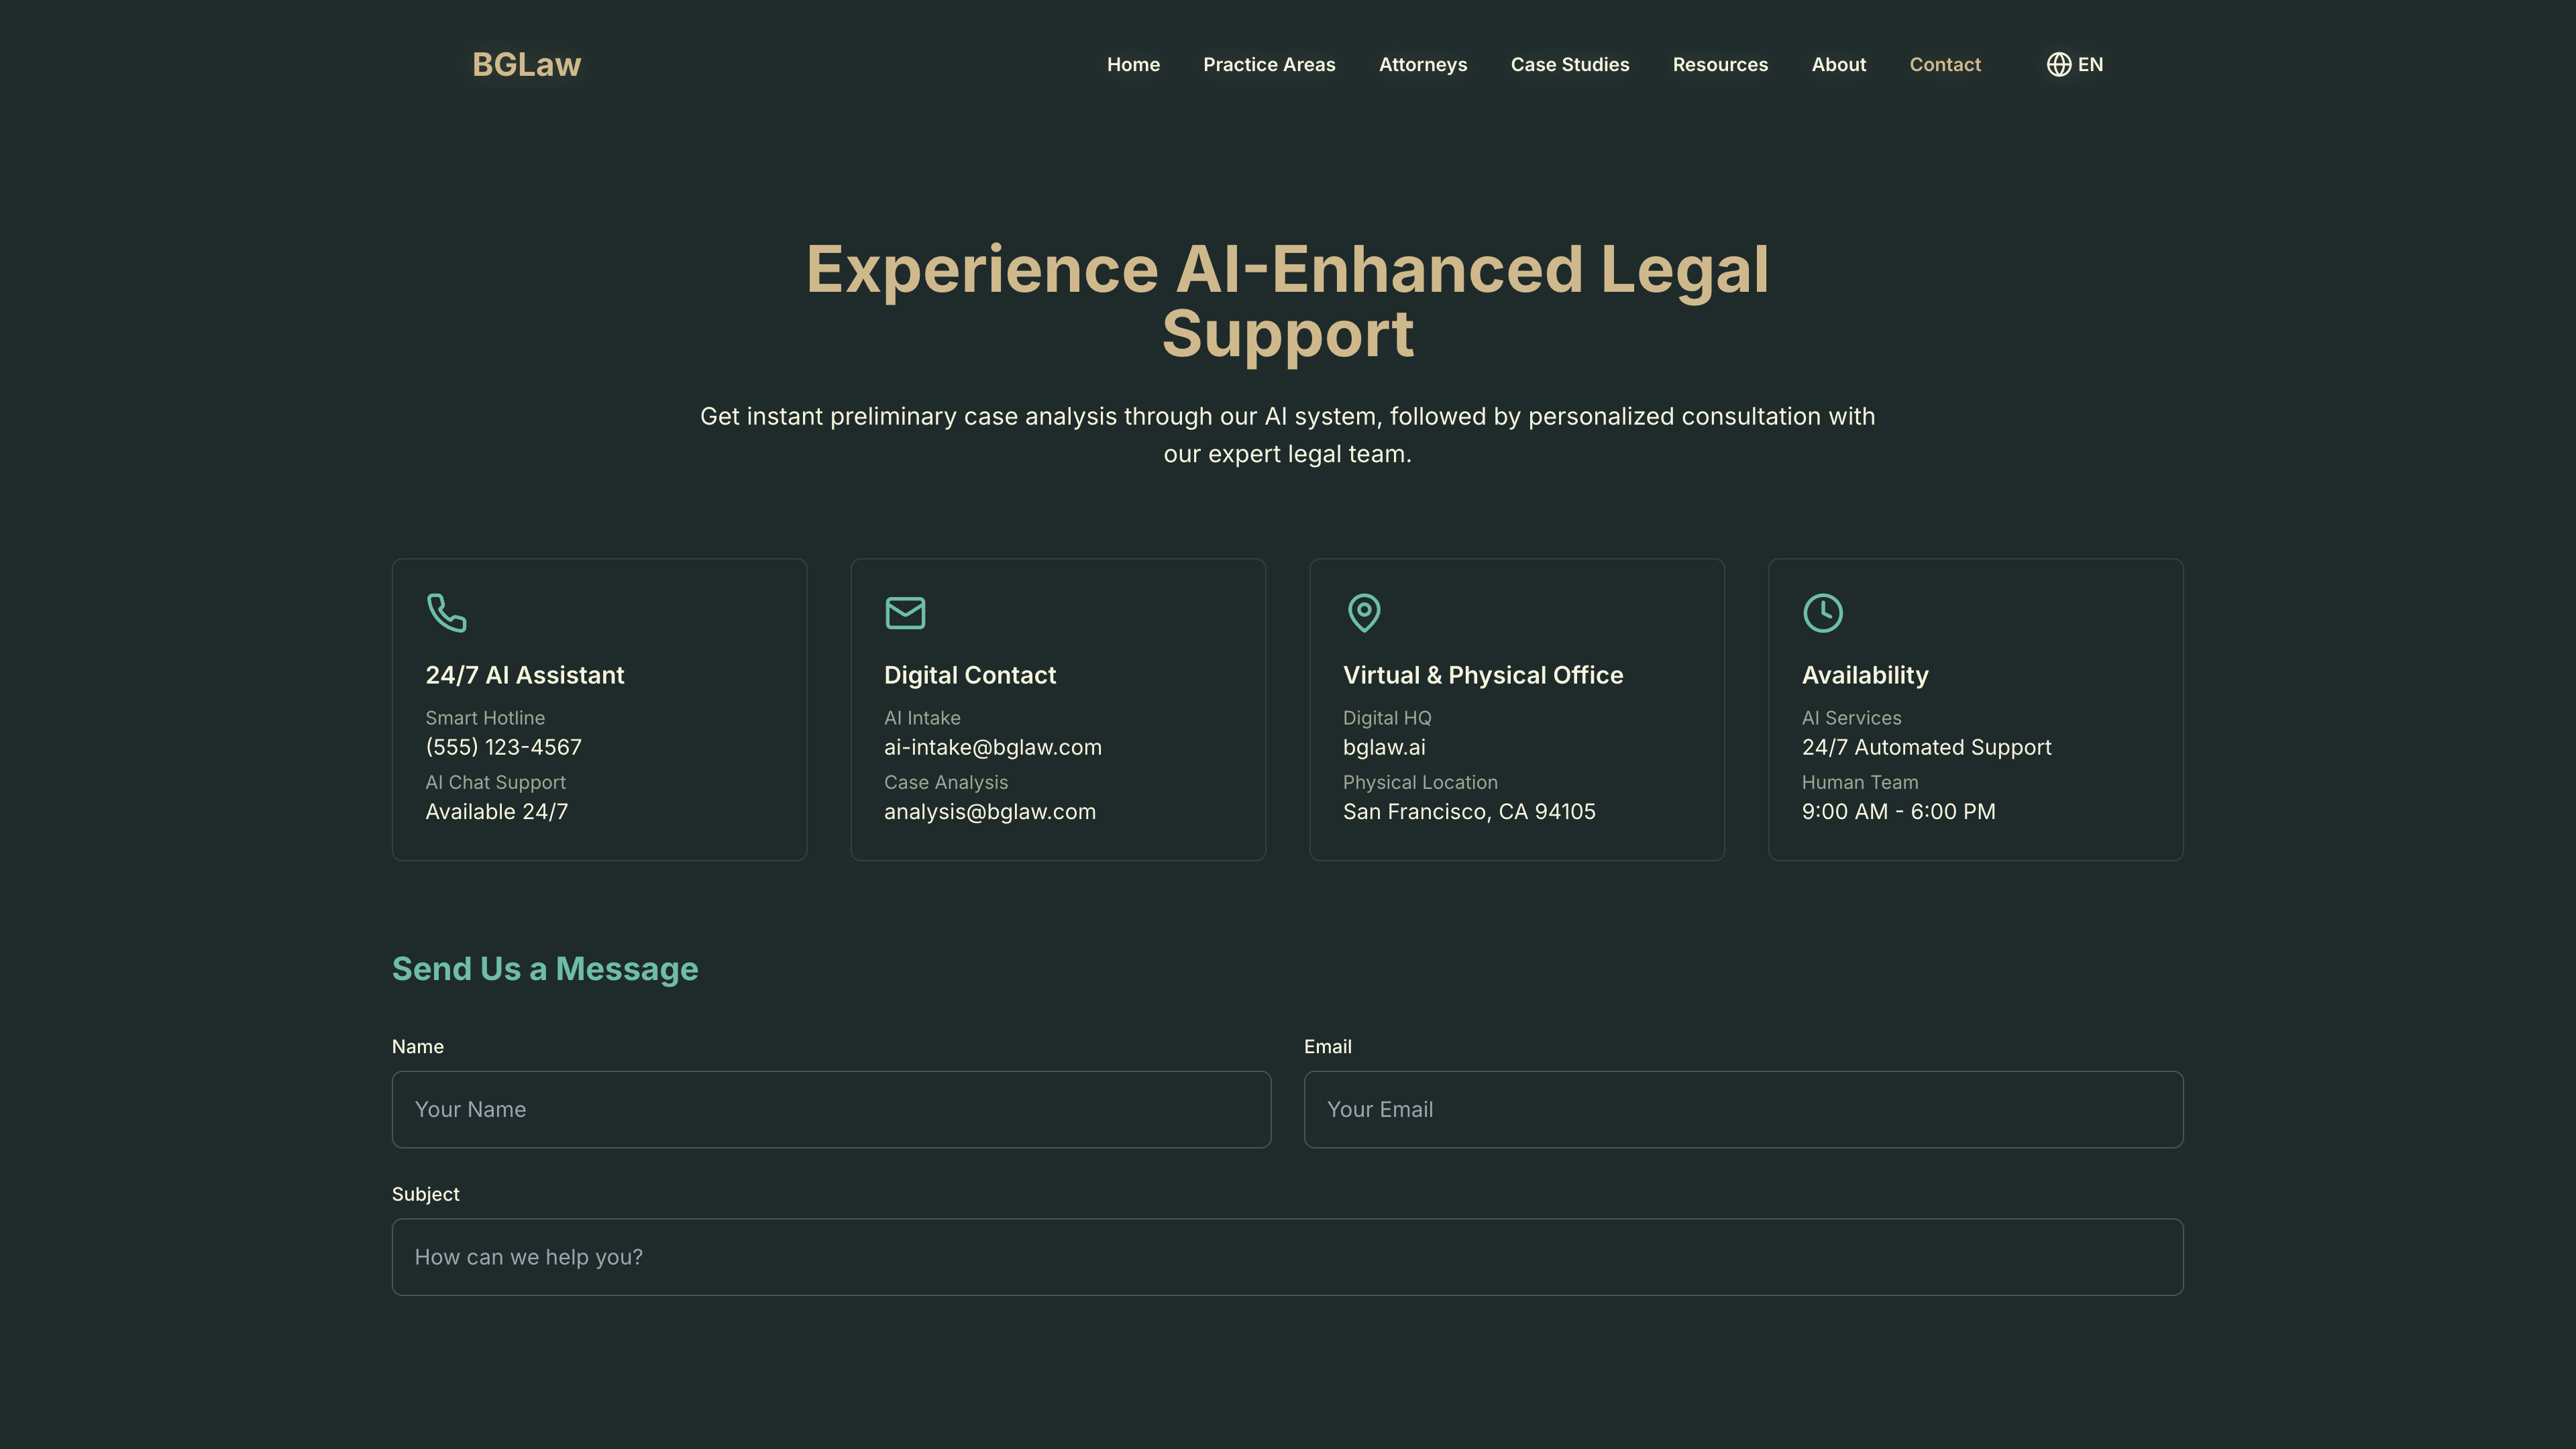 BGLaw
Home
Practice Areas
Attorneys
Case Studies
Resources
About
Contact
EN
Experience AI-Enhanced Legal
Support
Get instant preliminary case analysis through our AI system, followed by personalized consultation with
our expert legal team.
24/7 AI Assistant
Smart Hotline
(555) 123-4567
AI Chat Support
Available 24/7
Digital Contact
AI Intake
ai-intake@bglaw.com
Case Analysis
analysis@bglaw.com
Virtual & Physical Office
Digital HQ
bglaw.ai
Physical Location
San Francisco, CA 94105
Availability
AI Services
24/7 Automated Support
Human Team
9:00 AM - 6:00 PM
Send Us a Message
Name
Your Name
Email
Your Email
Subject
How can we help you?